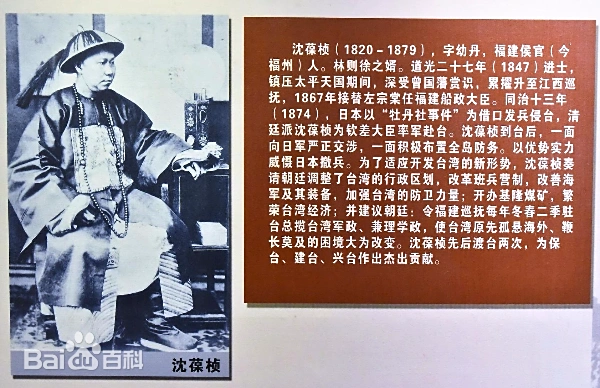 沈葆桢（1820－1879），字幼丹，福建侯官（今
福州）人。林则徐之婿。道光二十七年（1847）进士，
镇压太平天国期间，深受曾国藩赏识，累擢升至江西巡
抚，1867年接替左宗棠任福建船政大臣。同治十三年
（1874），日本以“牡丹社事件”为借口发兵侵台，清
廷派沈葆桢为钦差大臣率军赴台。沈葆桢到台后，一面
向日军严正交涉，一面积极布置全岛防务。以优势实力
威慑日本撤兵。为了适应开发台湾的新形势，沈葆桢奏
请朝廷调整了台湾的行政区划，改革班兵营制，改善海
军及其装备，加强台湾的防卫力量；开办基隆煤矿，繁
荣台湾经济；并建议朝廷：令福建巡抚每年冬春二季驻
台总揽台湾军政、兼理学政，使台湾原先孤悬海外、鞭
长莫及的困境大为改变。沈葆桢先后渡台两次，为保
台、建台、兴台作出杰出贡献。
Bai du 百科
沈葆桢